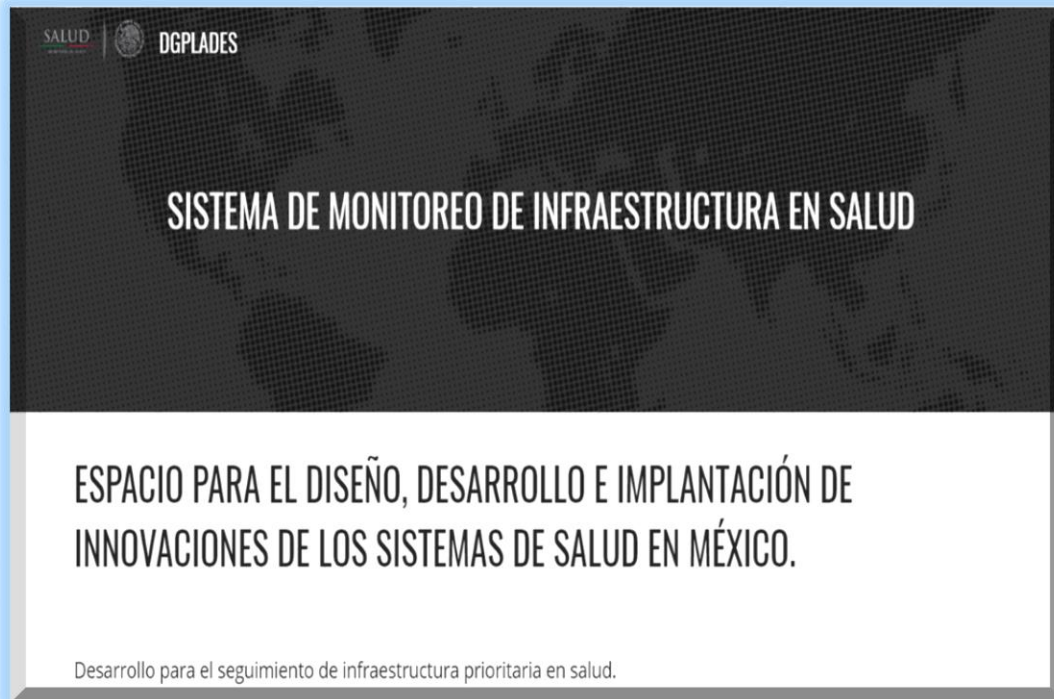 SALUD
DGPLADES
SISTEMA DE MONITOREO DE INFRAESTRUCTURA EN SALUD
ESPACIO PARA EL DISEÑO, DESARROLLO E IMPLANTACIÓN DE
INNOVACIONES DE LOS SISTEMAS DE SALUD EN MÉXICO.
Desarrollo para el seguimiento de infraestructura prioritaria en salud.